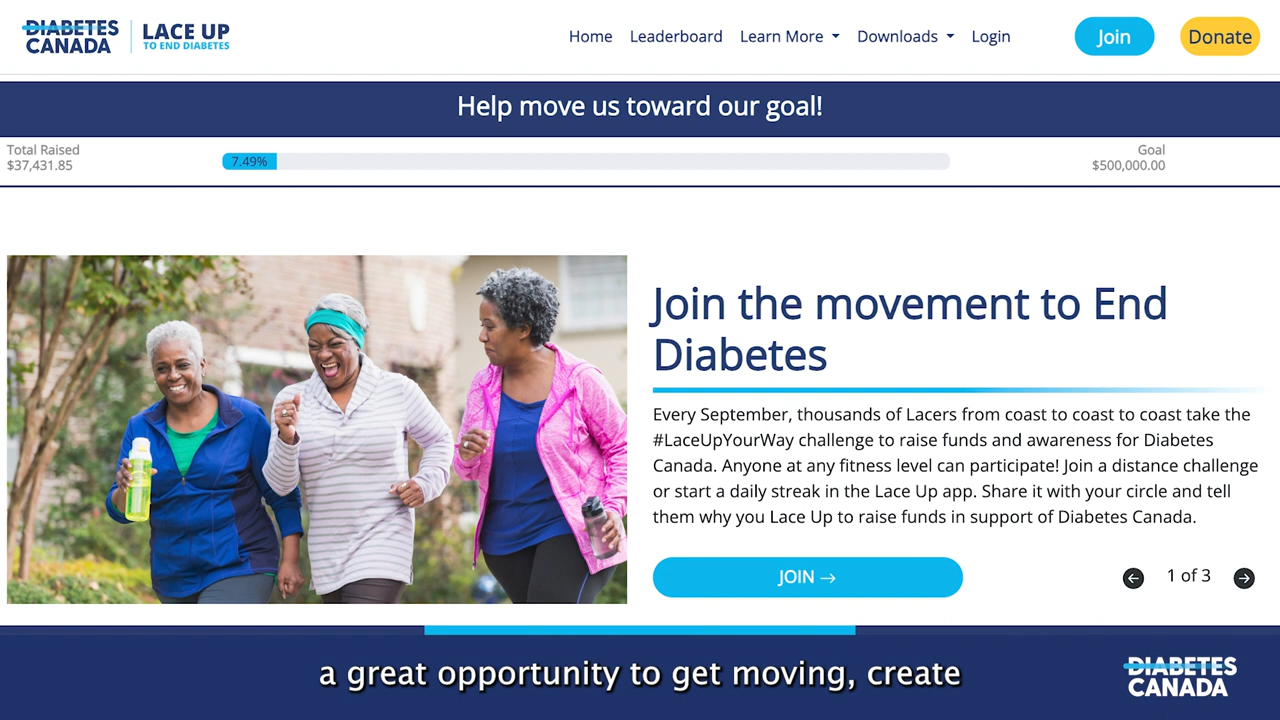 DIABETES CANADA
LACE UP
TO END DIABETES
Home Leaderboard Learn More Downloads Login Join Donate
Help move us toward our goal!
Total Raised
$37,431.85
7.49%
Goal
$500,000.00
Join the movement to End
Diabetes
Every September, thousands of Lacers from coast to coast to coast take the
#LaceUpYourWay challenge to raise funds and awareness for Diabetes
Canada. Anyone at any fitness level can participate! Join a distance challenge
or start a daily streak in the Lace Up app. Share it with your circle and tell
them why you Lace Up to raise funds in support of Diabetes Canada.
JOIN →
1 of 3
a great opportunity to get moving, create
DIABETES
CANADA